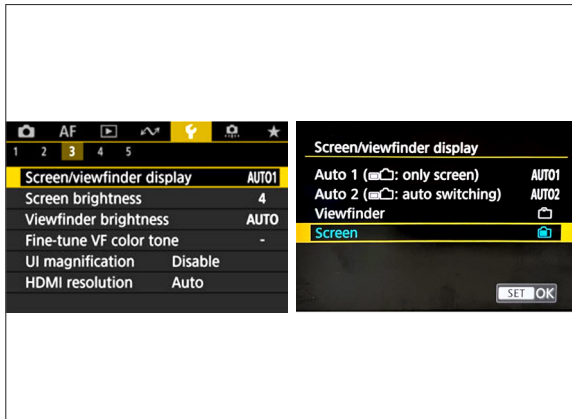 AF
1 2 3 4 5
Screen/viewfinder display AUTO1
Screen brightness 4
Viewfinder brightness AUTO
Fine-tune VF color tone -
UI magnification Disable
HDMI resolution Auto
Screen/viewfinder display
Auto 1 (: only screen) AUTO1
Auto 2 (: auto switching) AUTO2
Viewfinder
Screen
SET OK